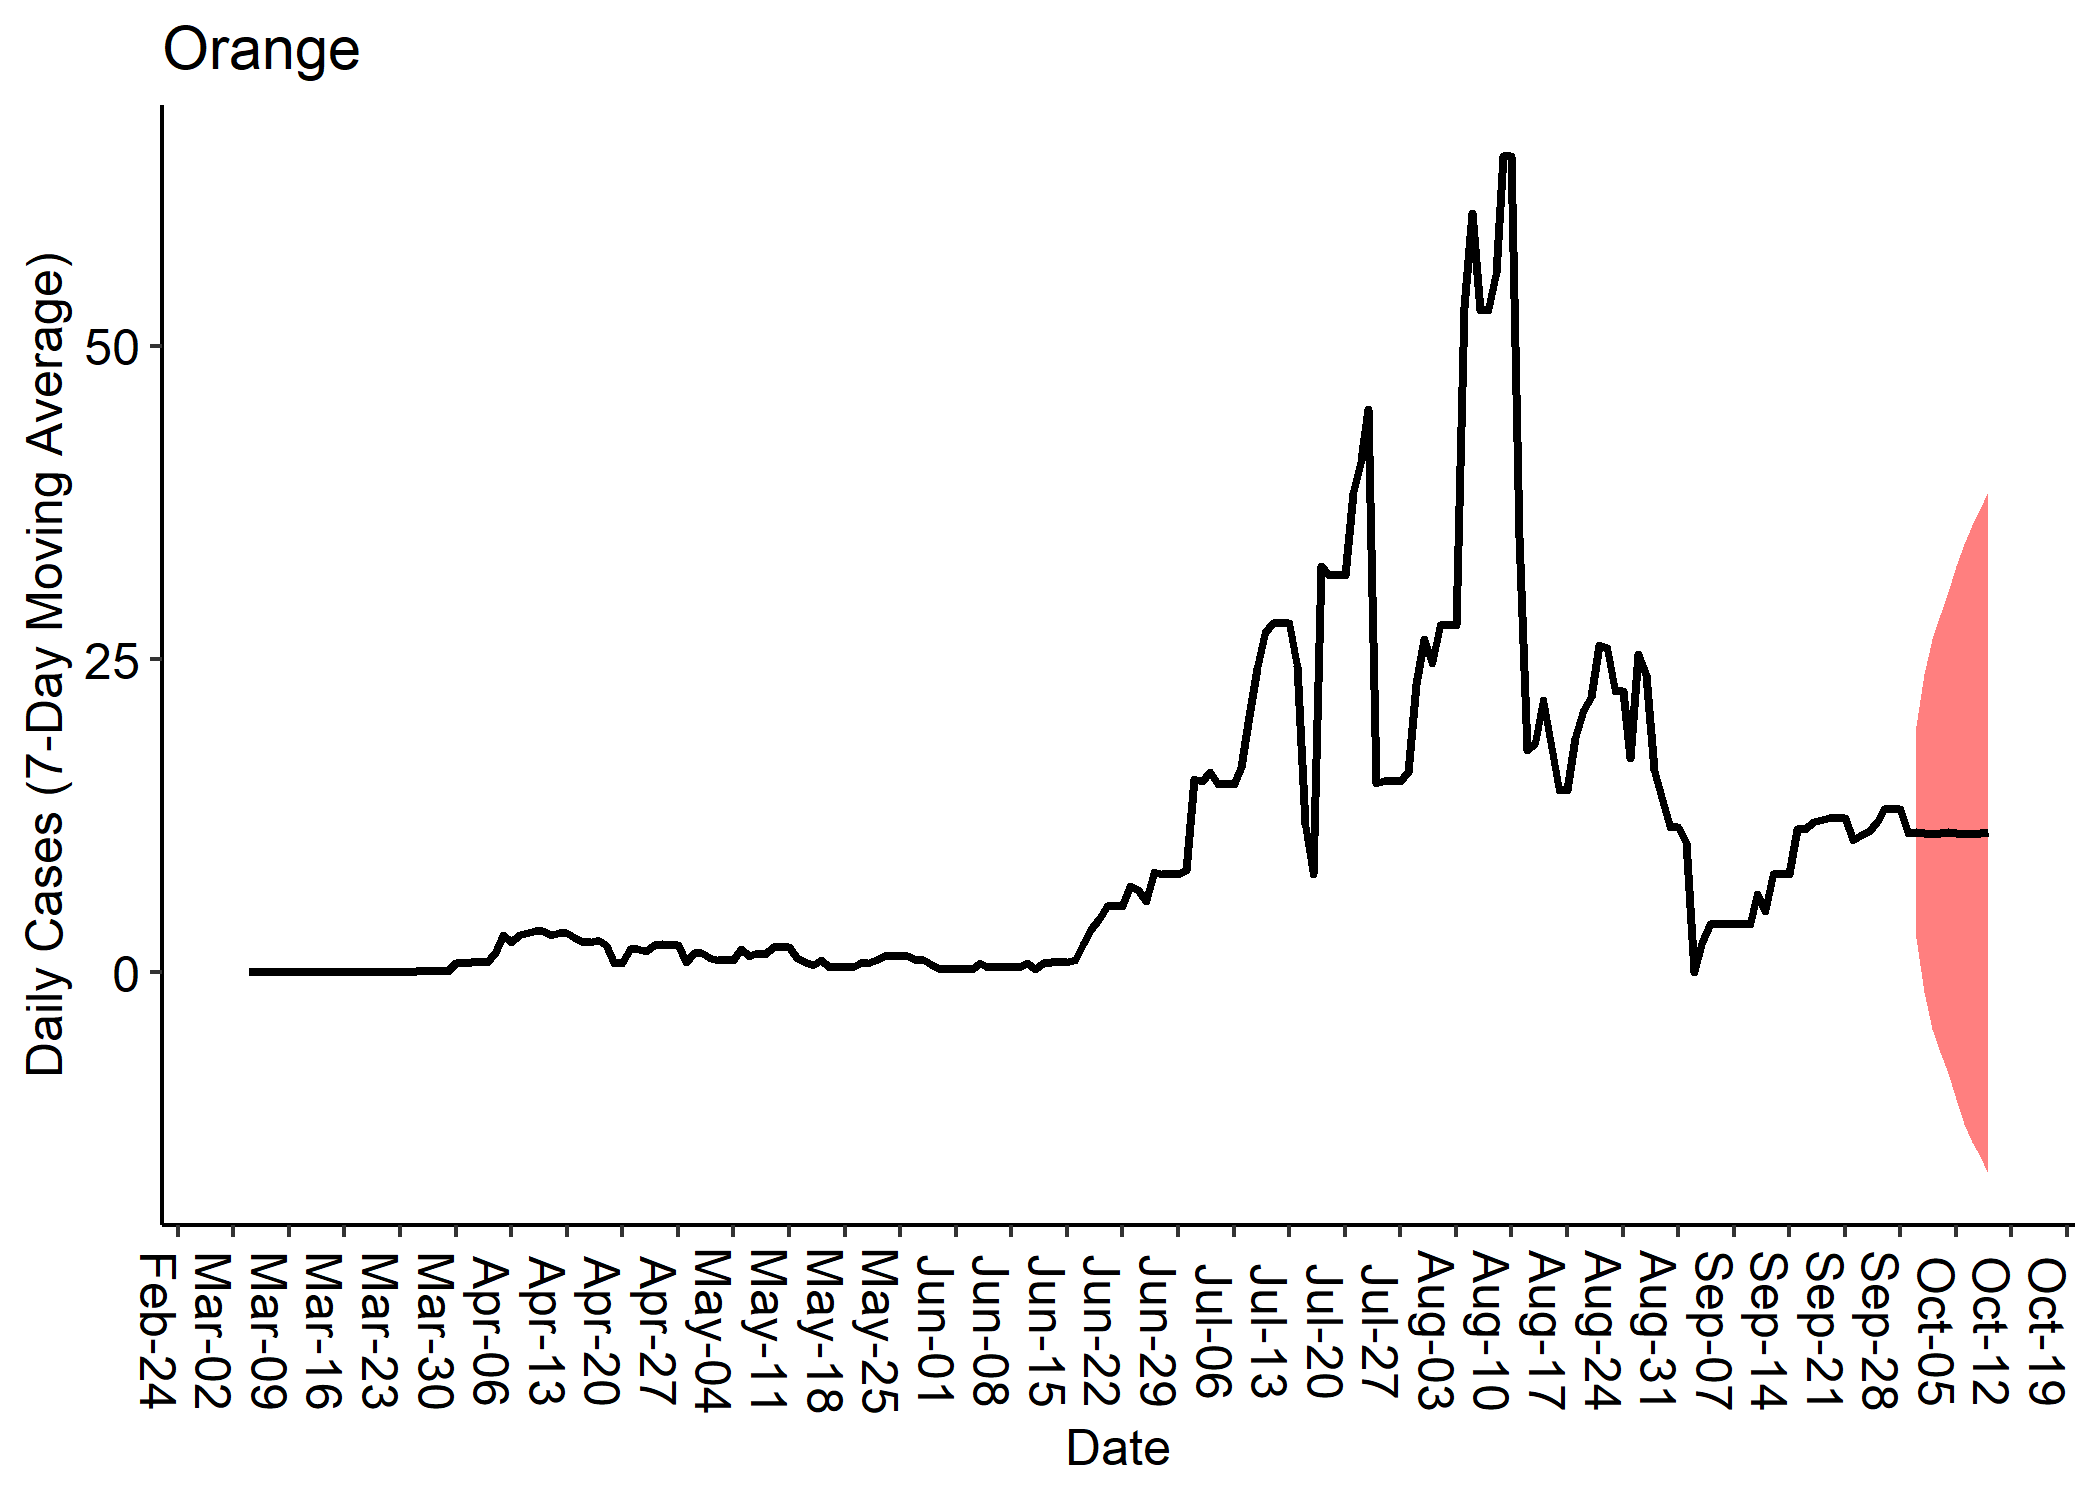 Orange
Daily Cases (7-Day Moving Average)
50
25
0
Feb-24
Mar-02
Mar-09
Mar-16
Mar-23
Mar-30
Apr-06
Apr-13
Apr-20
Apr-27
May-04
May-11
May-18
May-25
Jun-01
Jun-08
Jun-15
Jun-22
Jun-29
Jul-06
Jul-13
Jul-20
Jul-27
Aug-03
Aug-10
Aug-17
Aug-24
Aug-31
Sep-07
Sep-14
Sep-21
Sep-28
Oct-05
Oct-12
Oct-19
Date